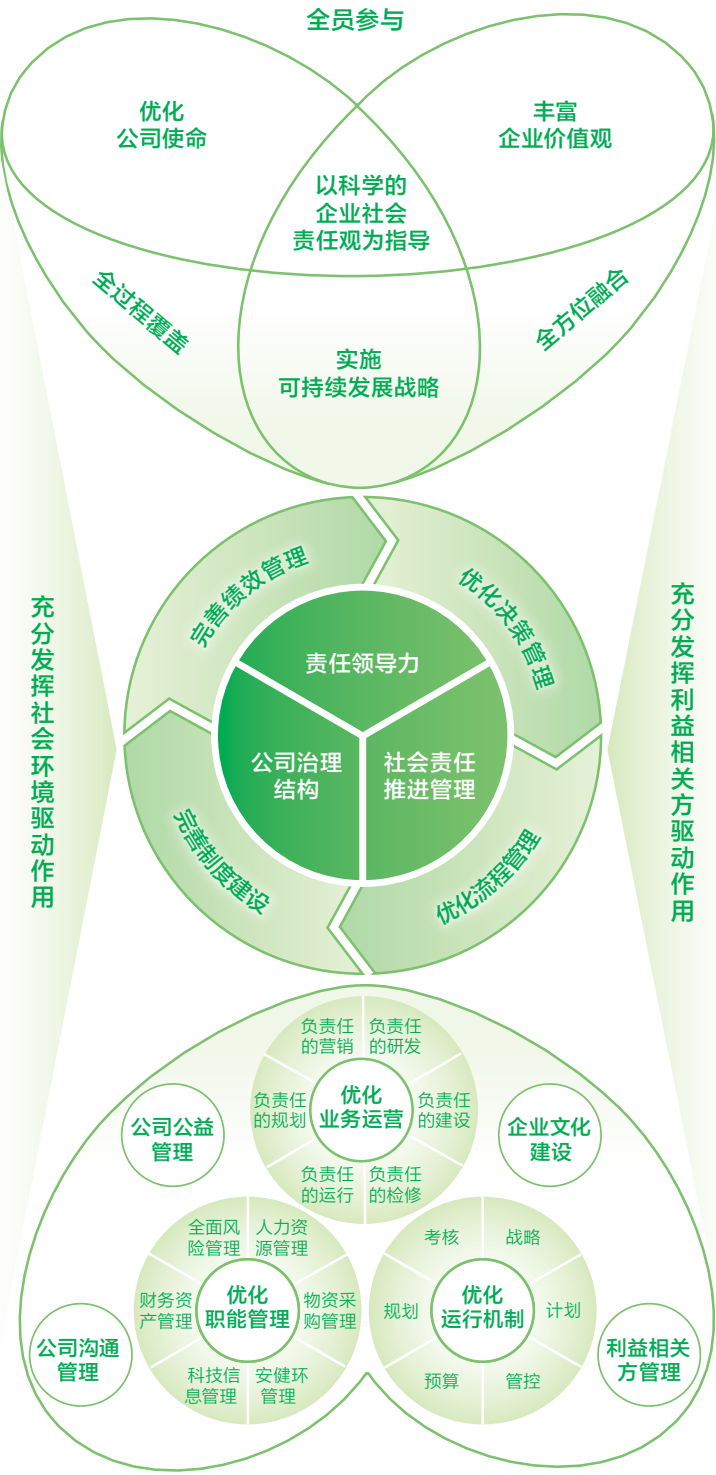 全员参与
优化
公司使命
丰富
企业价值观
以科学的
企业社会
责任观为指导
全过程覆盖
全方位融合
实施
可持续发展战略
充分发挥社会环境驱动作用
充分发挥利益相关方驱动作用
完善绩效管理
优化决策管理
责任领导力
公司治理
结构
社会责任
推进管理
完善制度建设
优化流程管理
负责任
的营销
负责任
的研发
负责任
的规划
优化
业务运营
负责任
的建设
负责任
的运行
负责任
的检修
公司公益
管理
企业文化
建设
全面风
险管理
人力资
源管理
财务资
产管理
优化
职能管理
物资采
购管理
科技信
息管理
安健环
管理
考核
战略
规划
优化
运行机制
计划
预算
管控
公司沟通
管理
利益相关
方管理